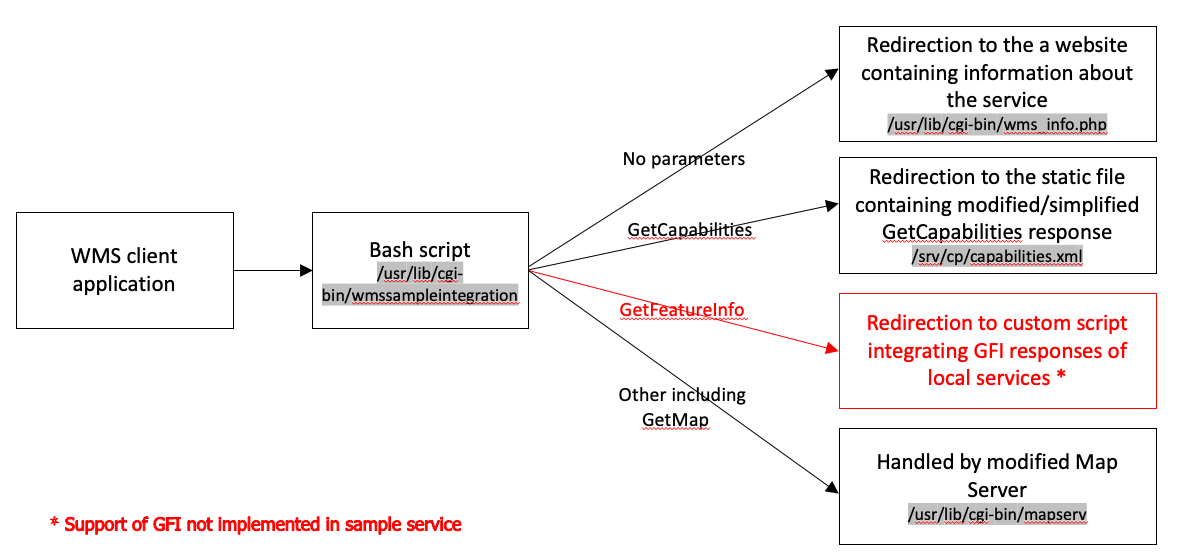 Redirection to the a website
containing information about
the service
/usr/lib/cgi-bin/wms_info.php
No parameters
Redirection to the static file
containing modified/simplified
GetCapabilities response
/srv/cp/capabilities.xml
GetCapabilities
WMS client
application
Bash script
/usr/lib/cgi-
bin/wmssampleintegration
GetFeatureInfo
Redirection to custom script
integrating GFI responses of
local services *
Other including
GetMap
Handled by modified Map
Server
/usr/lib/cgi-bin/mapserv
* Support of GFI not implemented in sample service